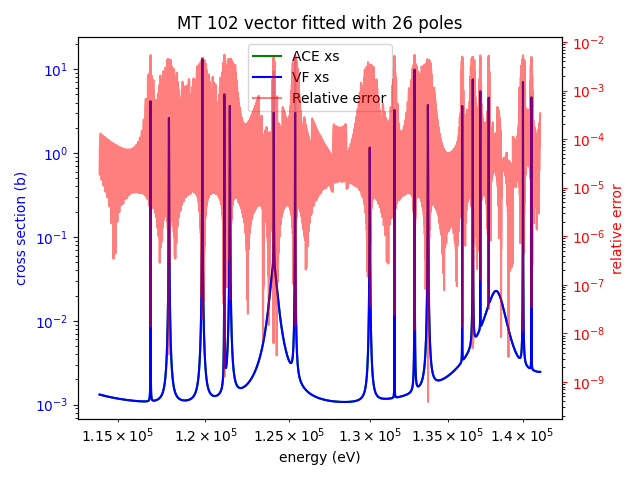 MT 102 vector fitted with 26 poles
ACE xs
VF xs
Relative error
cross section (b)
10¹
10⁰
10⁻¹
10⁻²
10⁻³
relative error
10⁻²
10⁻³
10⁻⁴
10⁻⁵
10⁻⁶
10⁻⁷
10⁻⁸
10⁻⁹
1.15 × 10⁵ 1.2 × 10⁵ 1.25 × 10⁵ 1.3 × 10⁵ 1.35 × 10⁵ 1.4 × 10⁵
energy (eV)